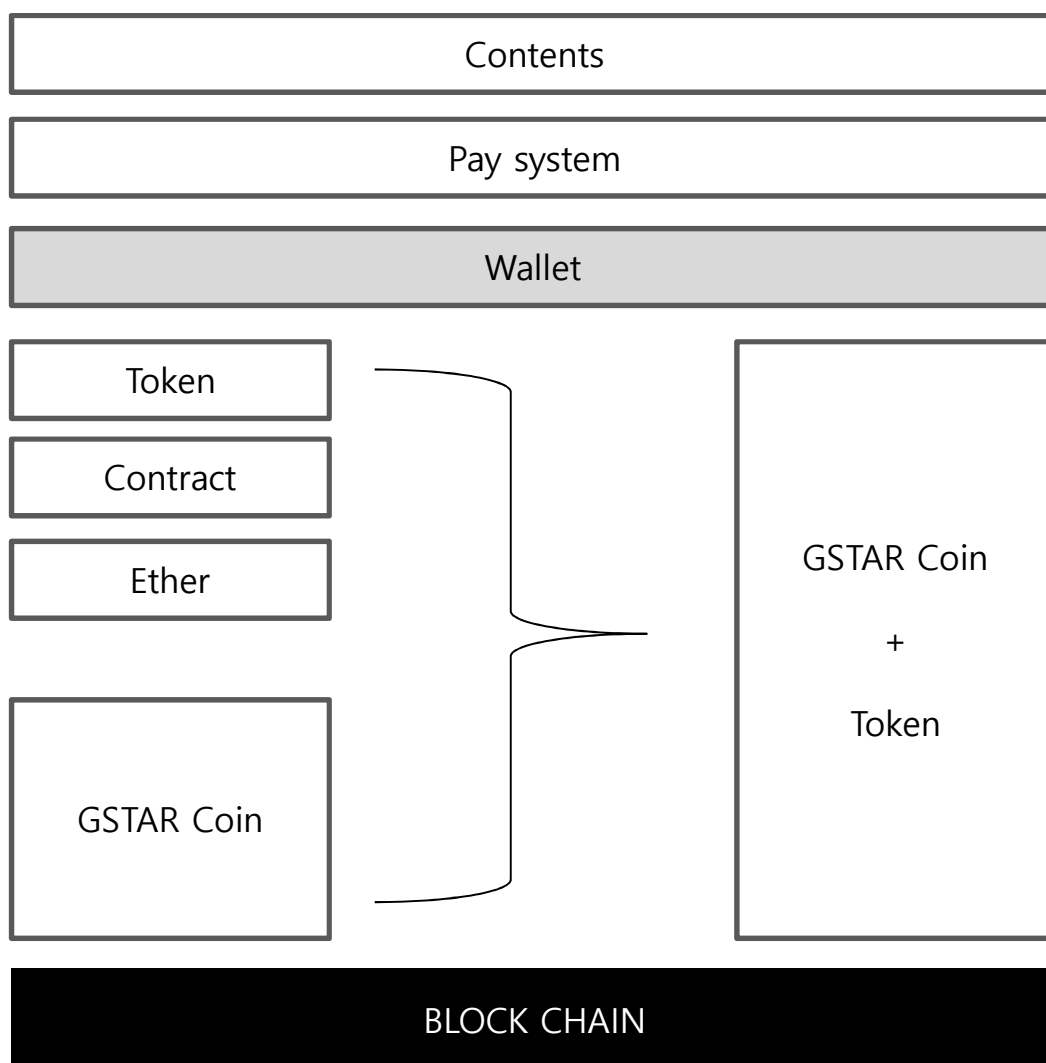 Contents
Pay system
Wallet
Token
Contract
Ether
GSTAR Coin
GSTAR Coin
+
Token
BLOCK CHAIN